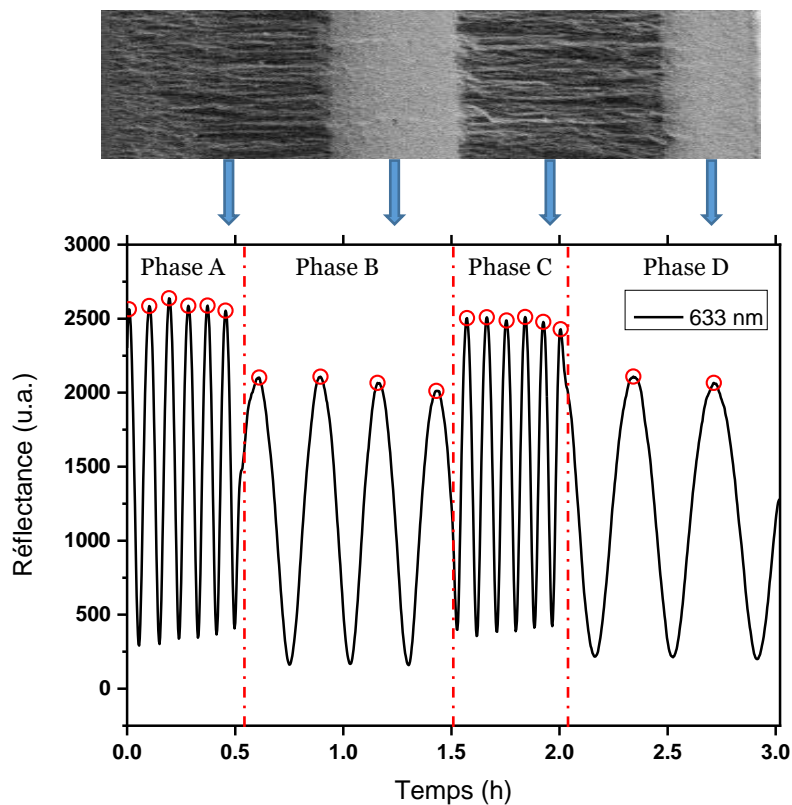 3000
Phase A
Phase B
Phase C
Phase D
2500
633 nm
2000
1500
1000
500
0
Réflectance (u.a.)
0.0
0.5
1.0
1.5
2.0
2.5
3.0
Temps (h)